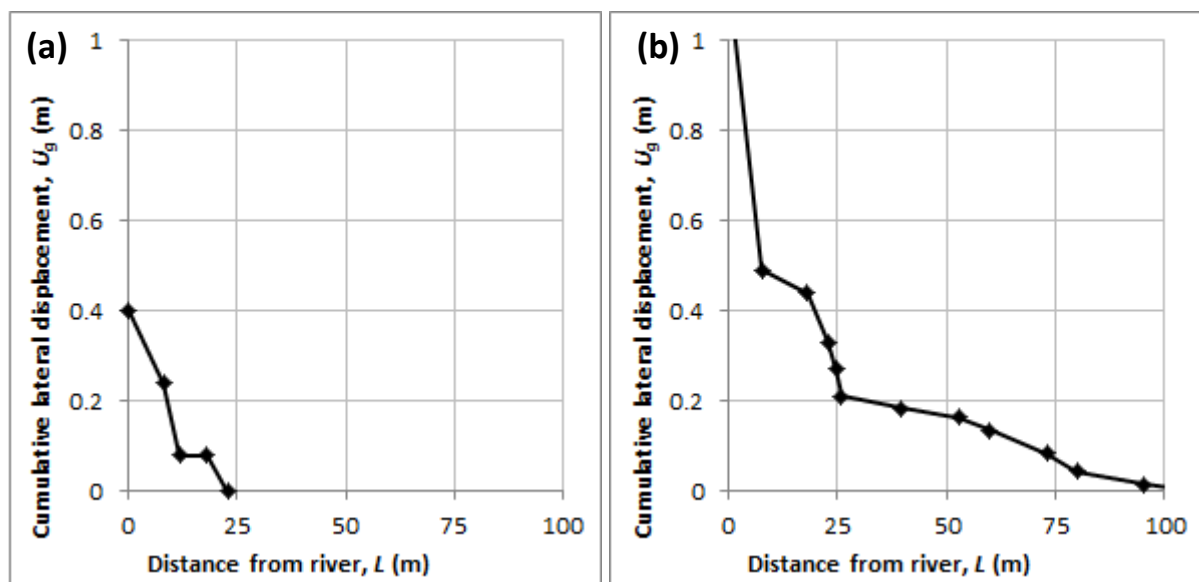 (a)
Cumulative lateral displacement, Ug (m)
1
0.8
0.6
0.4
0.2
0
0 25 50 75 100
Distance from river, L (m)
(b)
Cumulative lateral displacement, Ug (m)
1
0.8
0.6
0.4
0.2
0
0 25 50 75 100
Distance from river, L (m)